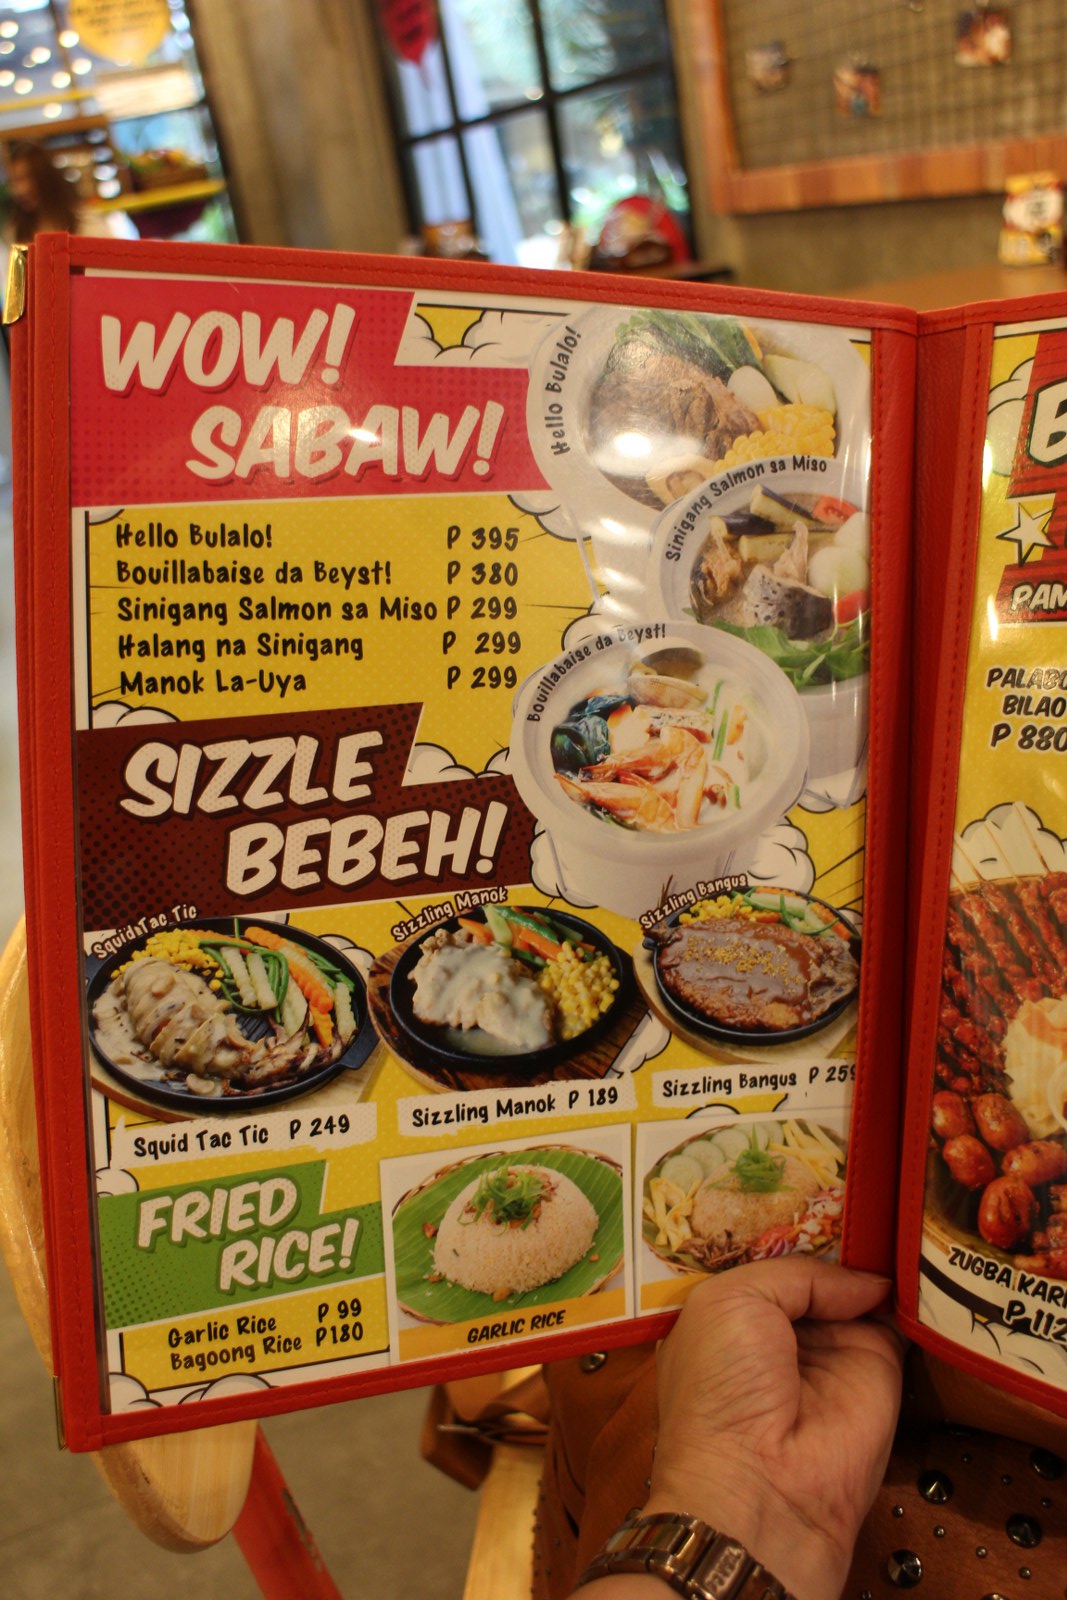 WOW!
SABAW!
Hello Bulalo!
Sinigang Salmon sa Miso
Bouillabaise da Beyst!
Hello Bulalo! P 395
Bouillabaise da Beyst! P 380
Sinigang Salmon sa Miso P 299
Halang na Sinigang P 299
Manok La-Uya P 299
SIZZLE
BEBEH!
Squid Tac Tic
Sizzling Manok
Sizzling Bangus
Squid Tac Tic P 249
Sizzling Manok P 189
Sizzling Bangus P 259
FRIED
RICE!
Garlic Rice P 99
Bagoong Rice P180
GARLIC RICE
BILAO
P 880
ZUGBA